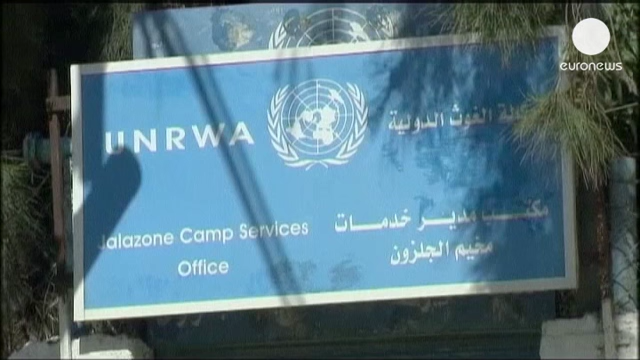 euronews
UNRWA
الغوث الدولية
مكتب مدير خدمات
مخيم الجلزون
Jalazone Camp Services
Office